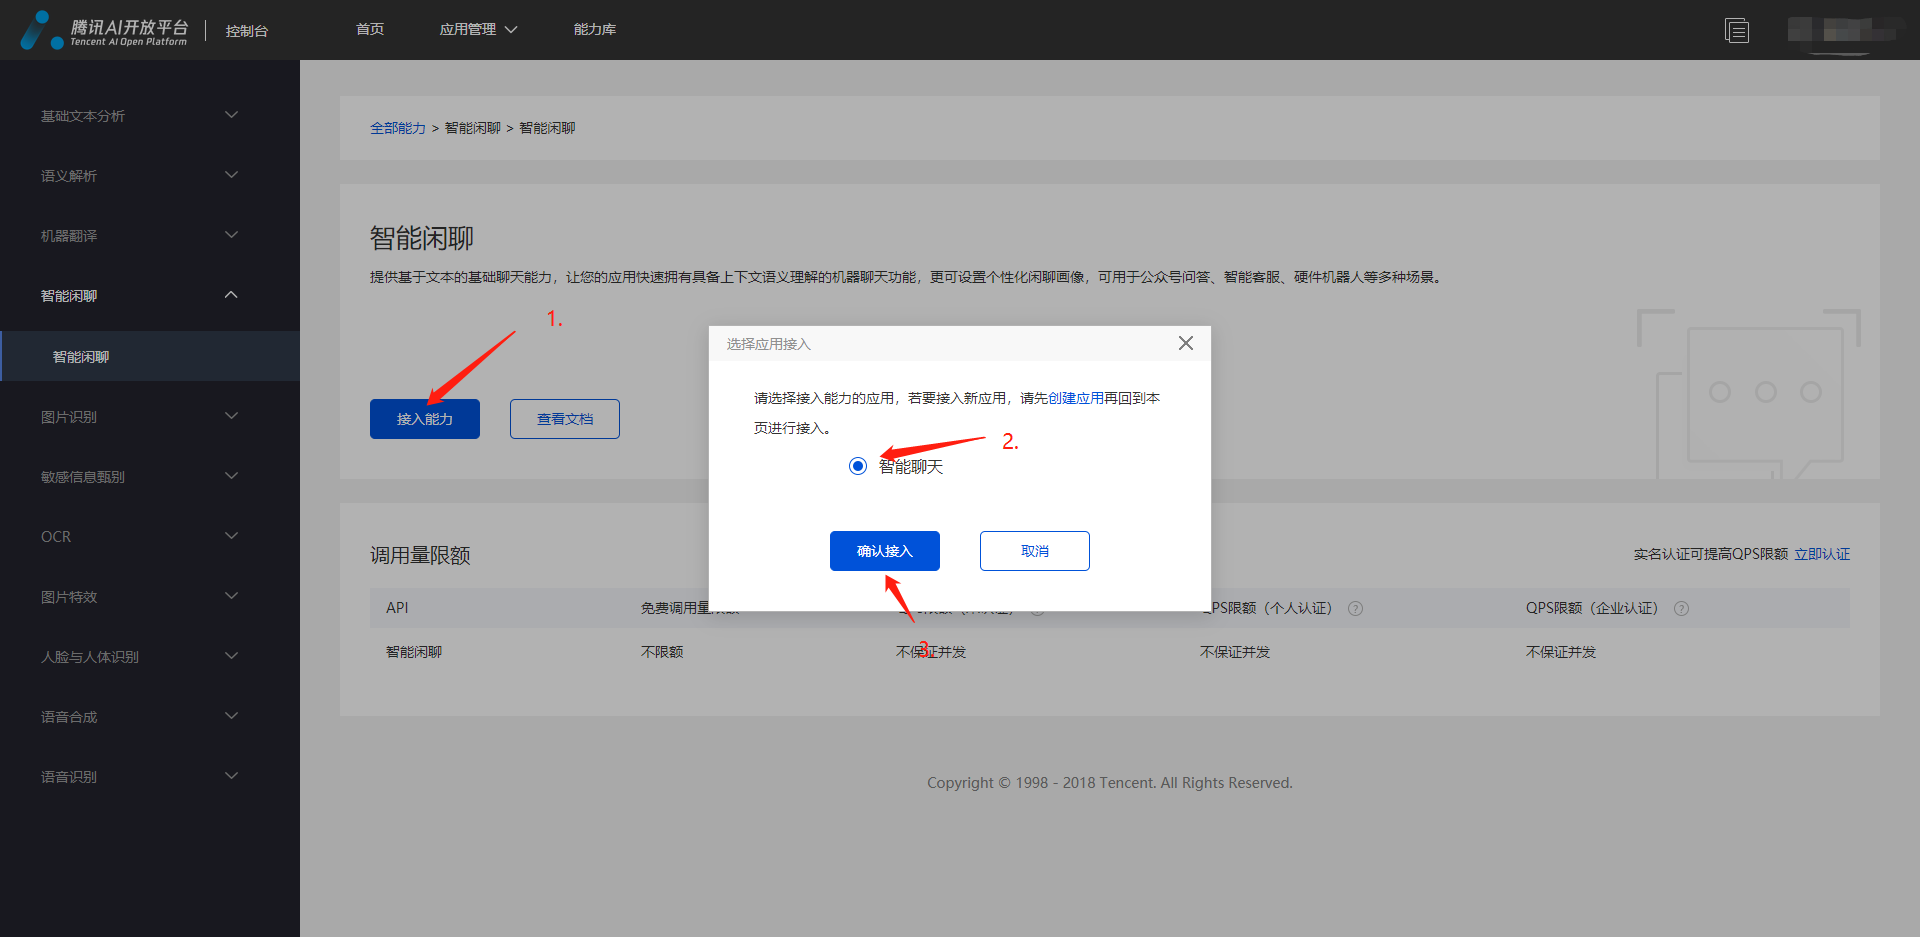 腾讯AI开放平台
Tencent AI Open Platform
控制台
首页
应用管理
能力库
基础文本分析
语义解析
机器翻译
智能闲聊
智能闲聊
图片识别
敏感信息甄别
OCR
图片特效
人脸与人体识别
语音合成
语音识别
全部能力 > 智能闲聊 > 智能闲聊
智能闲聊
提供基于文本的基础聊天能力，让您的应用快速拥有具备上下文语义理解的机器聊天功能，更可设置个性化闲聊画像，可用于公众号问答、智能客服、硬件机器人等多种场景。
1.
接入能力
查看文档
选择应用接入
请选择接入能力的应用，若要接入新应用，请先创建应用再回到本
页进行接入。
2.
智能聊天
确认接入
取消
3.
调用量限额
实名认证可提高QPS限额 立即认证
API
免费调用量限额
QPS限额（个人认证）
QPS限额（企业认证）
智能闲聊
不限额
不保证并发
不保证并发
不保证并发
Copyright © 1998 - 2018 Tencent. All Rights Reserved.